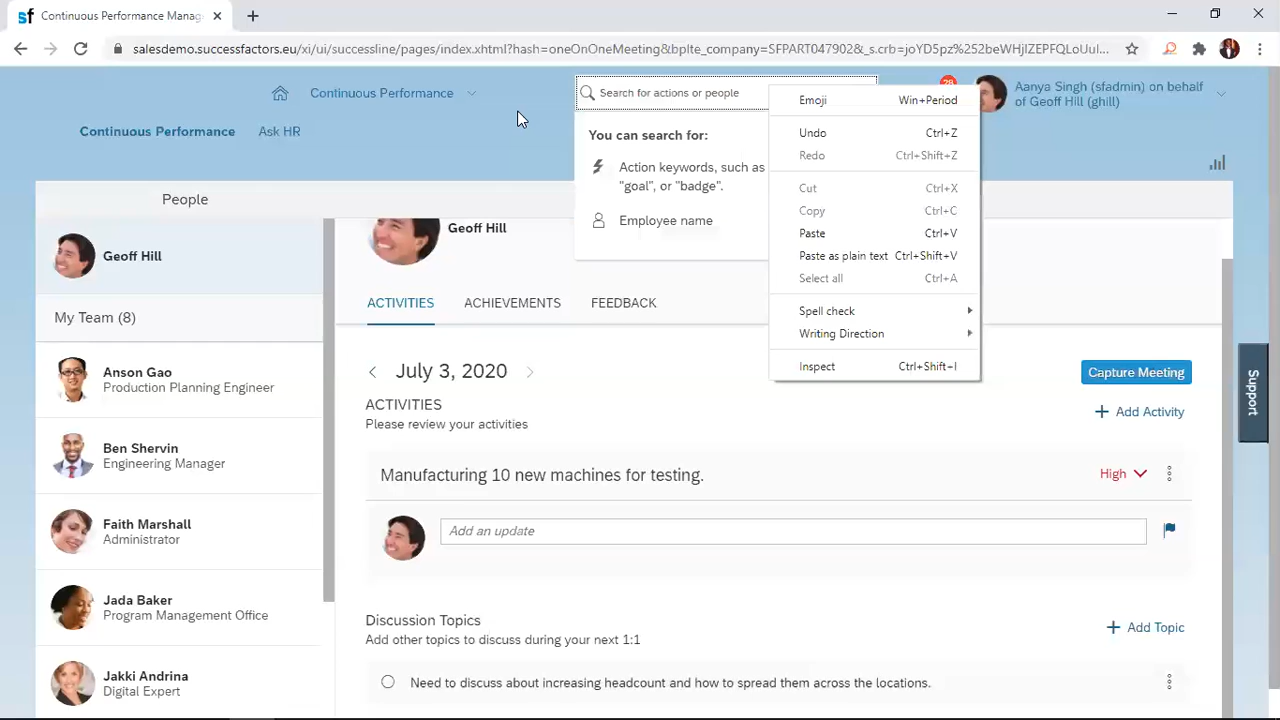 Continuous Performance Mana
salesdemo.successfactors.eu/xi/ui/successline/pages/index.xhtml?hash=oneOnOneMeeting&bplte_company=SFPART047902&_s.crb=joYD5pz%252beWHjIZEPFQLoUuI...
Continuous Performance
Search for actions or people
28
Aanya Singh (sfadmin) on behalf
of Geoff Hill (ghill)
Continuous Performance
Ask HR
You can search for:
Action keywords, such as
"goal", or "badge".
Employee name
Emoji Win+Period
Undo Ctrl+Z
Redo Ctrl+Shift+Z
Cut Ctrl+X
Copy Ctrl+C
Paste Ctrl+V
Paste as plain text Ctrl+Shift+V
Select all Ctrl+A
Spell check
Writing Direction
Inspect Ctrl+Shift+I
People
Geoff Hill
My Team (8)
Anson Gao
Production Planning Engineer
Ben Shervin
Engineering Manager
Faith Marshall
Administrator
Jada Baker
Program Management Office
Jakki Andrina
Digital Expert
Geoff Hill
ACTIVITIES ACHIEVEMENTS FEEDBACK
July 3, 2020
Capture Meeting
ACTIVITIES
Please review your activities
Add Activity
Manufacturing 10 new machines for testing.
High
Add an update
Discussion Topics
Add other topics to discuss during your next 1:1
Add Topic
Need to discuss about increasing headcount and how to spread them across the locations.
Support